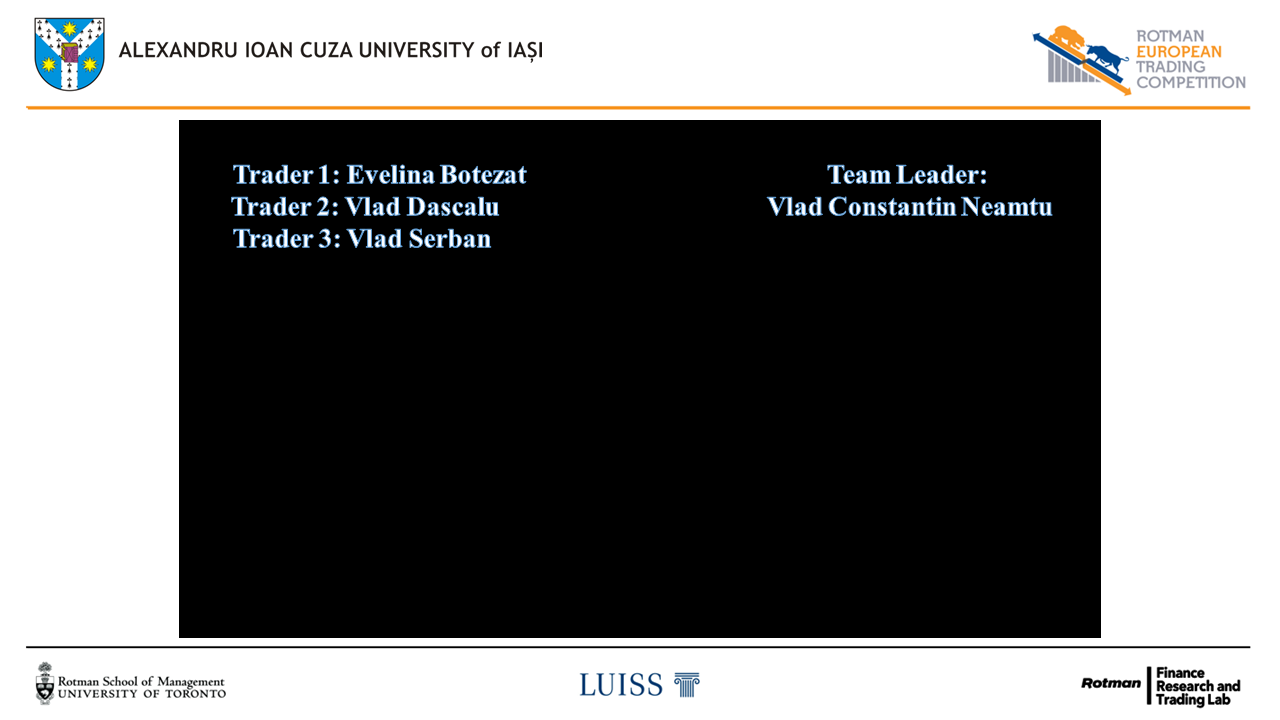 ALEXANDRU IOAN CUZA UNIVERSITY of IAȘI
ROTMAN
EUROPEAN
TRADING
COMPETITION
Trader 1: Evelina Botezat
Trader 2: Vlad Dascalu
Trader 3: Vlad Serban
Team Leader:
Vlad Constantin Neamtu
Rotman School of Management
UNIVERSITY OF TORONTO
LUISS
Rotman
Finance
Research and
Trading Lab